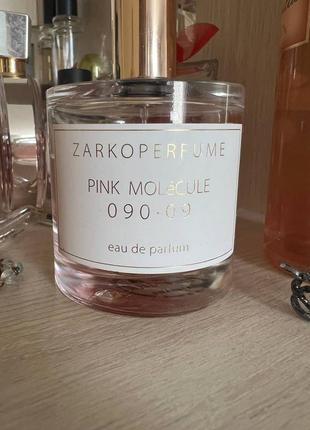 ZARKOPERFUME
PINK MOLéCULE
090·09
eau de parfum